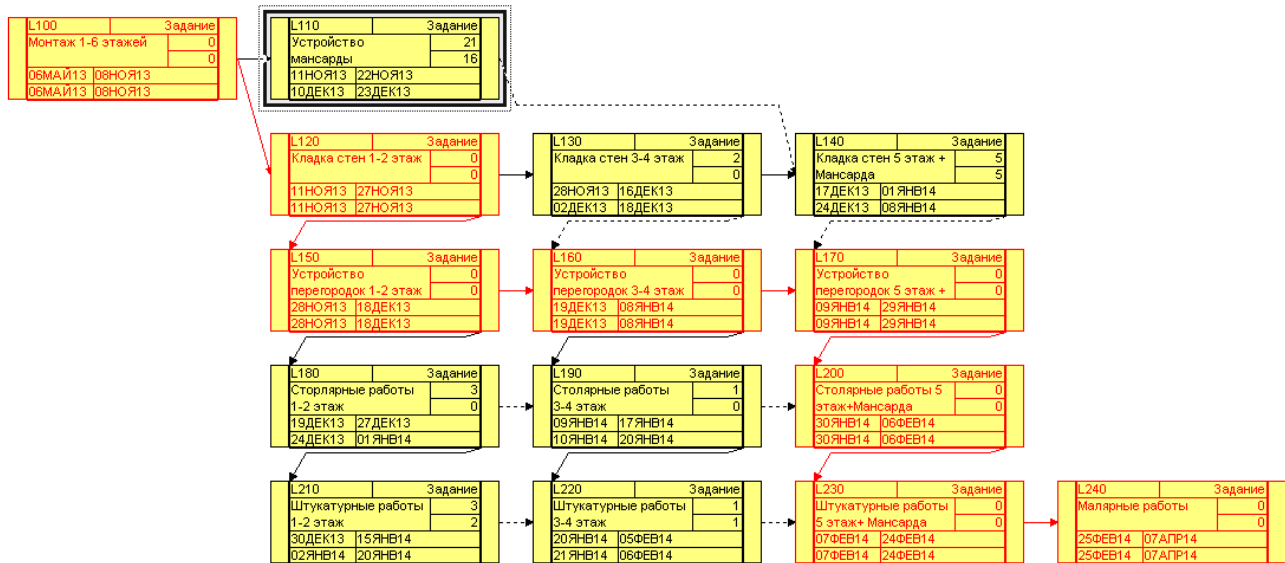 L100 Задание
Монтаж 1-6 этажей 0
0
06МАЙ13 08НОЯ13
06МАЙ13 08НОЯ13
L110 Задание
Устройство 21
мансарды 16
11НОЯ13 22НОЯ13
10ДЕК13 23ДЕК13
L120 Задание
Кладка стен 1-2 этаж 0
0
11НОЯ13 27НОЯ13
11НОЯ13 27НОЯ13
L130 Задание
Кладка стен 3-4 этаж 2
0
28НОЯ13 16ДЕК13
02ДЕК13 18ДЕК13
L140 Задание
Кладка стен 5 этаж + 5
Мансарда 5
17ДЕК13 01ЯНВ14
24ДЕК13 08ЯНВ14
L150 Задание
Устройство 0
перегородок 1-2 этаж 0
28НОЯ13 18ДЕК13
28НОЯ13 18ДЕК13
L160 Задание
Устройство 0
перегородок 3-4 этаж 0
19ДЕК13 08ЯНВ14
19ДЕК13 08ЯНВ14
L170 Задание
Устройство 0
перегородок 5 этаж + 0
09ЯНВ14 29ЯНВ14
09ЯНВ14 29ЯНВ14
L180 Задание
Сторлярные работы 3
1-2 этаж 0
19ДЕК13 27ДЕК13
24ДЕК13 01ЯНВ14
L190 Задание
Столярные работы 1
3-4 этаж 0
09ЯНВ14 17ЯНВ14
10ЯНВ14 20ЯНВ14
L200 Задание
Столярные работы 5 0
этаж+Мансарда 0
30ЯНВ14 06ФЕВ14
30ЯНВ14 06ФЕВ14
L210 Задание
Штукатурные работы 3
1-2 этаж 2
30ДЕК13 15ЯНВ14
02ЯНВ14 20ЯНВ14
L220 Задание
Штукатурные работы 1
3-4 этаж 1
20ЯНВ14 05ФЕВ14
21ЯНВ14 06ФЕВ14
L230 Задание
Штукатурные работы 0
5 этаж+ Мансарда 0
07ФЕВ14 24ФЕВ14
07ФЕВ14 24ФЕВ14
L240 Задание
Малярные работы 0
0
25ФЕВ14 07АПР14
25ФЕВ14 07АПР14